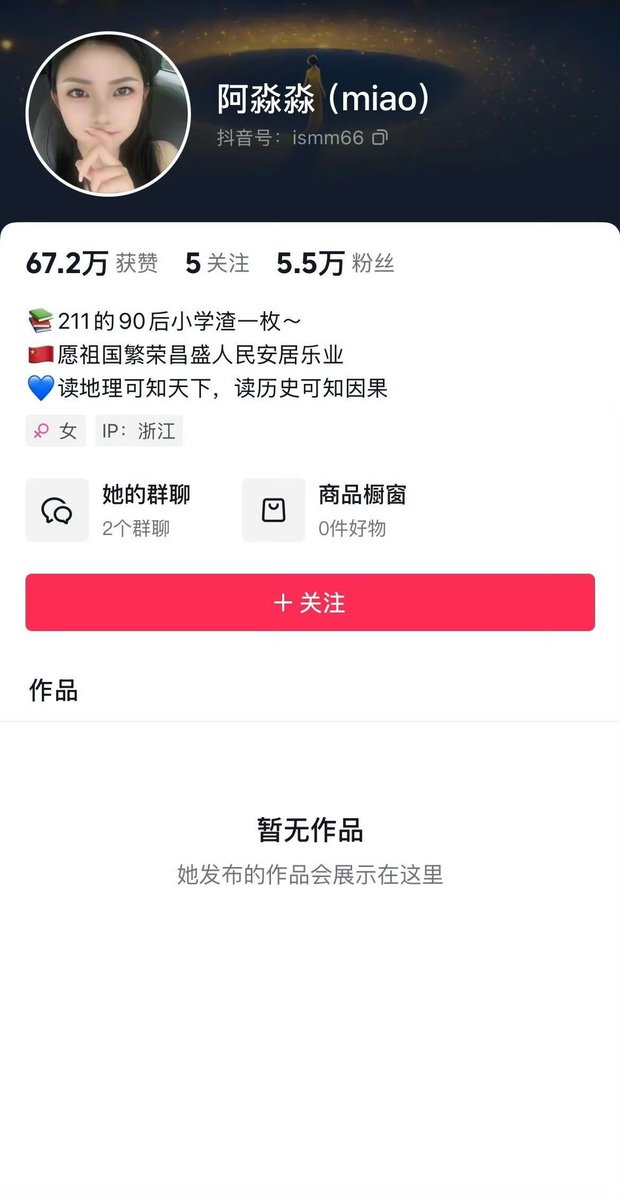 阿淼淼（miao）
抖音号：ismm66
67.2万 获赞 5 关注 5.5万 粉丝
📚211的90后小学渣一枚～
🇨🇳愿祖国繁荣昌盛人民安居乐业
💙读地理可知天下，读历史可知因果
女 IP：浙江
她的群聊 商品橱窗
2个群聊 0件好物
＋关注
作品
暂无作品
她发布的作品会展示在这里